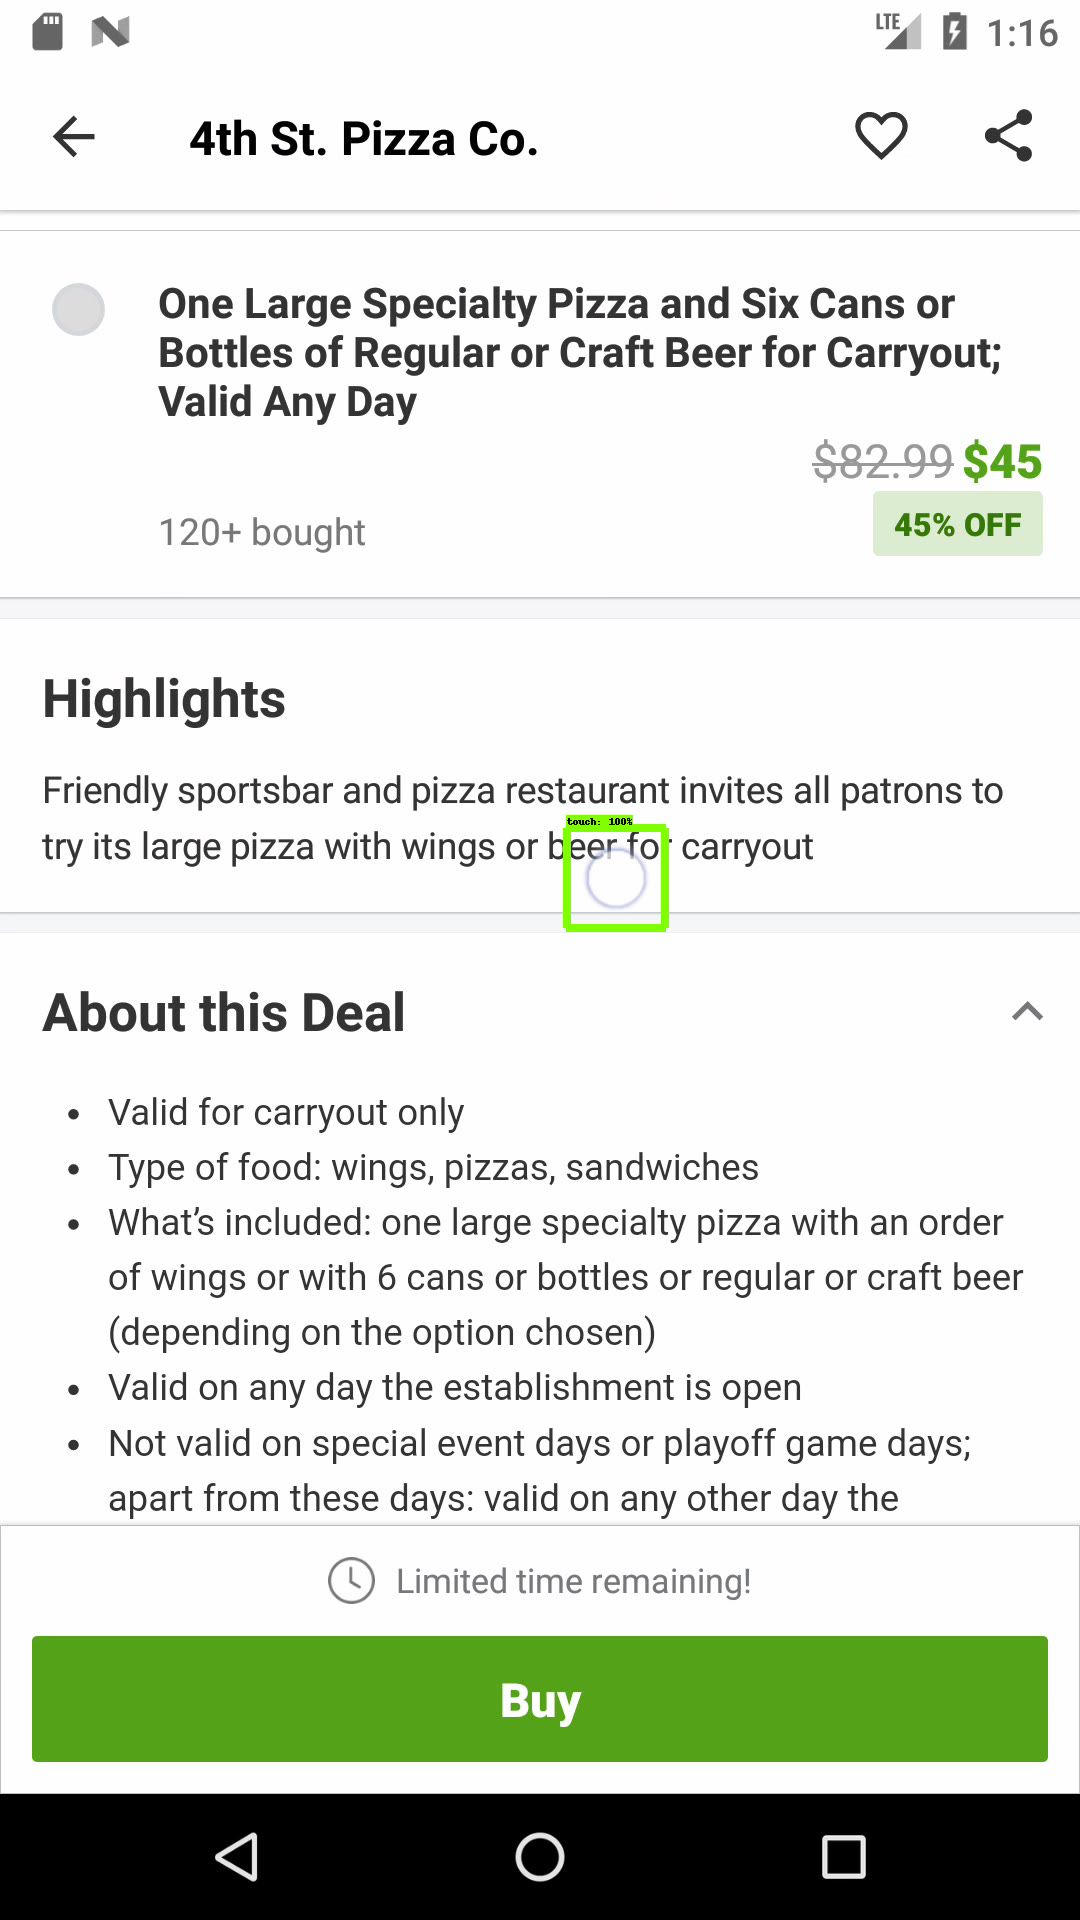 LTE 1:16
4th St. Pizza Co.
One Large Specialty Pizza and Six Cans or
Bottles of Regular or Craft Beer for Carryout;
Valid Any Day
$82.99 $45
120+ bought
45% OFF
Highlights
Friendly sportsbar and pizza restaurant invites all patrons to
touch: 100%
try its large pizza with wings or beer for carryout
About this Deal
• Valid for carryout only
• Type of food: wings, pizzas, sandwiches
• What’s included: one large specialty pizza with an order
of wings or with 6 cans or bottles or regular or craft beer
(depending on the option chosen)
• Valid on any day the establishment is open
• Not valid on special event days or playoff game days;
apart from these days: valid on any other day the
Limited time remaining!
Buy